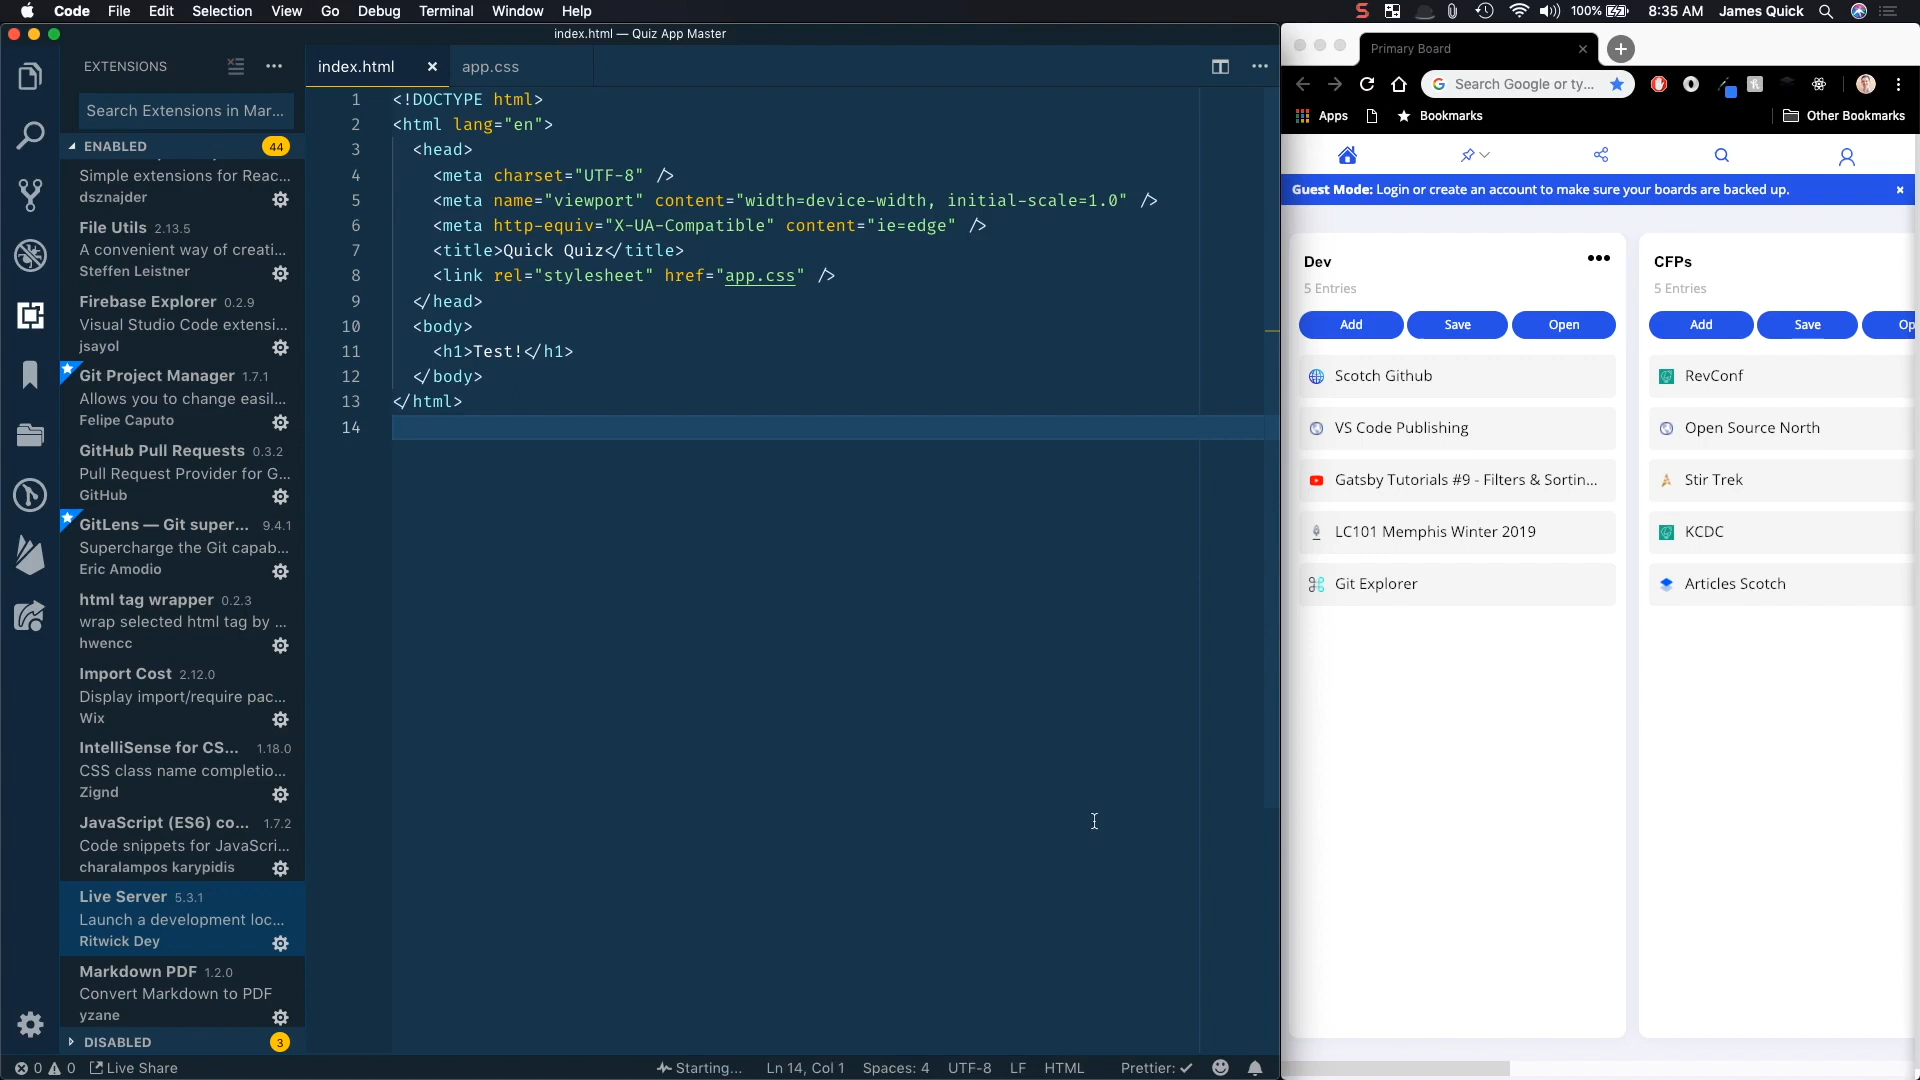 Code File Edit Selection View Go Debug Terminal Window Help
100% 8:35 AM James Quick
index.html — Quiz App Master
EXTENSIONS
Search Extensions in Mar...
ENABLED 44
Simple extensions for Reac...
dsznajder
File Utils 2.13.5
A convenient way of creati...
Steffen Leistner
Firebase Explorer 0.2.9
Visual Studio Code extensi...
jsayol
Git Project Manager 1.7.1
Allows you to change easil...
Felipe Caputo
GitHub Pull Requests 0.3.2
Pull Request Provider for G...
GitHub
GitLens — Git super... 9.4.1
Supercharge the Git capab...
Eric Amodio
html tag wrapper 0.2.3
wrap selected html tag by ...
hwencc
Import Cost 2.12.0
Display import/require pac...
Wix
IntelliSense for CS... 1.18.0
CSS class name completio...
Zignd
JavaScript (ES6) co... 1.7.2
Code snippets for JavaScri...
charalampos karypidis
Live Server 5.3.1
Launch a development loc...
Ritwick Dey
Markdown PDF 1.2.0
Convert Markdown to PDF
yzane
DISABLED 3
index.html app.css
1 <!DOCTYPE html>
2 <html lang="en">
3 <head>
4 <meta charset="UTF-8" />
5 <meta name="viewport" content="width=device-width, initial-scale=1.0" />
6 <meta http-equiv="X-UA-Compatible" content="ie=edge" />
7 <title>Quick Quiz</title>
8 <link rel="stylesheet" href="app.css" />
9 </head>
10 <body>
11 <h1>Test!</h1>
12 </body>
13 </html>
14
0 0 Live Share Starting... Ln 14, Col 1 Spaces: 4 UTF-8 LF HTML Prettier: ✓
Primary Board
Search Google or ty...
Apps Bookmarks Other Bookmarks
Guest Mode: Login or create an account to make sure your boards are backed up. ×
Dev
5 Entries
Add Save Open
Scotch Github
VS Code Publishing
Gatsby Tutorials #9 - Filters & Sortin...
LC101 Memphis Winter 2019
Git Explorer
CFPs
5 Entries
Add Save Op
RevConf
Open Source North
Stir Trek
KCDC
Articles Scotch